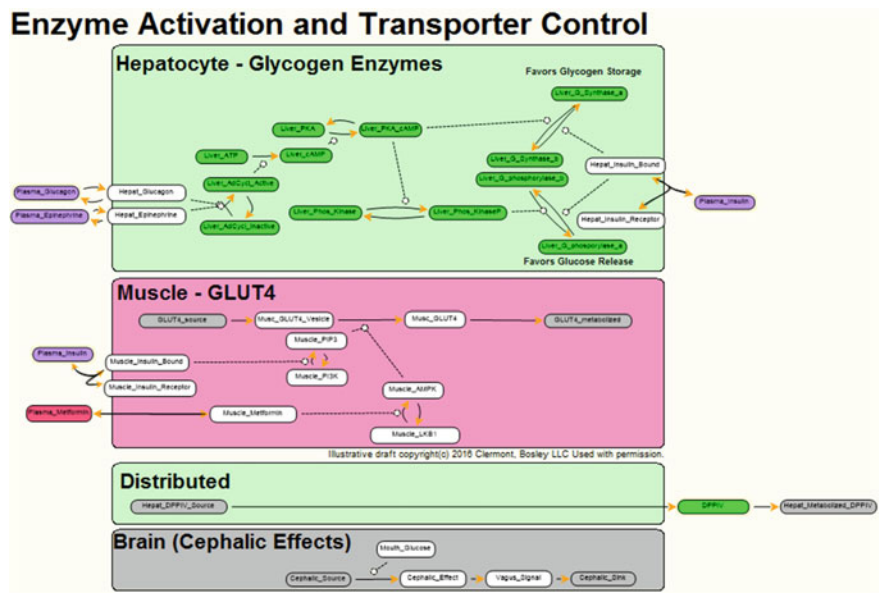 Enzyme Activation and Transporter Control
Hepatocyte - Glycogen Enzymes
Favors Glycogen Storage
Liver_G_Synthase_a
Liver_PKA
Liver_PKA_cAMP
Liver_ATP
Liver_cAMP
Liver_G_Synthase_b
Hepat_Insulin_Bound
Liver_G_phosphorylase_b
Liver_AdCycl_Active
Plasma_Glucagon
Hepat_Glucagon
Plasma_Insulin
Plasma_Epinephrine
Hepat_Epinephrine
Liver_Phos_Kinase
Liver_Phos_KinaseP
Hepat_Insulin_Receptor
Liver_AdCycl_Inactive
Liver_G_phosporylase_a
Favors Glucose Release
Muscle - GLUT4
GLUT4_source
Musc_GLUT4_Vesicle
Musc_GLUT4
GLUT4_metabolized
Muscle_PIP3
Plasma_Insulin
Muscle_Insulin_Bound
Muscle_PI3K
Muscle_Insulin_Receptor
Muscle_AMPK
Plasma_Metformin
Muscle_Metformin
Muscle_LKB1
Illustrative draft copyright(c) 2016 Clermont, Bosley LLC Used with permission.
Distributed
Hepat_DPPIV_Source
DPPIV
Hepat_Metabolized_DPPIV
Brain (Cephalic Effects)
Mouth_Glucose
Cephalic_Source
Cephalic_Effect
Vagus_Signal
Cephalic_Sink